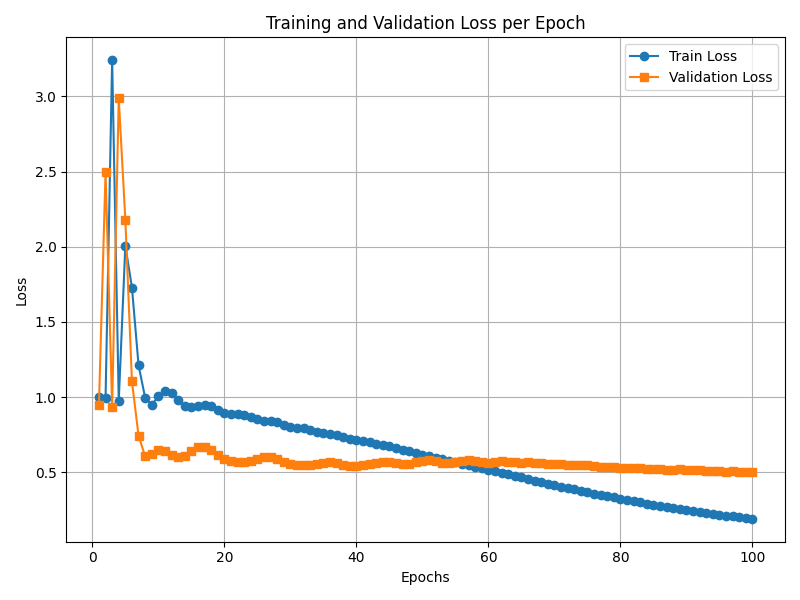 Training and Validation Loss per Epoch
Train Loss
Validation Loss
3.0
2.5
2.0
1.5
1.0
0.5
Loss
0 20 40 60 80 100
Epochs